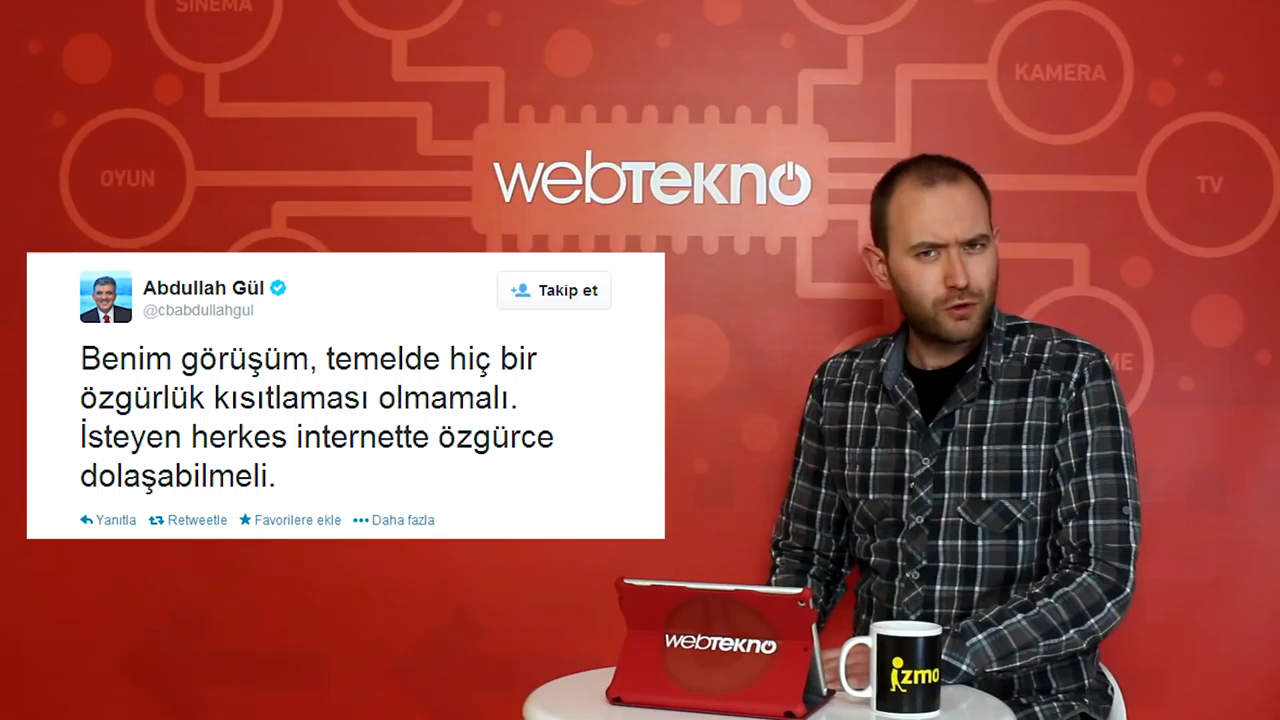 SİNEMA
KAMERA
OYUN
TV
webTEKNO
Abdullah Gül
@cbabdullahgul
Takip et
Benim görüşüm, temelde hiç bir
özgürlük kısıtlaması olmamalı.
İsteyen herkes internette özgürce
dolaşabilmeli.
Yanıtla Retweetle Favorilere ekle Daha fazla
webTEKNO
izmo